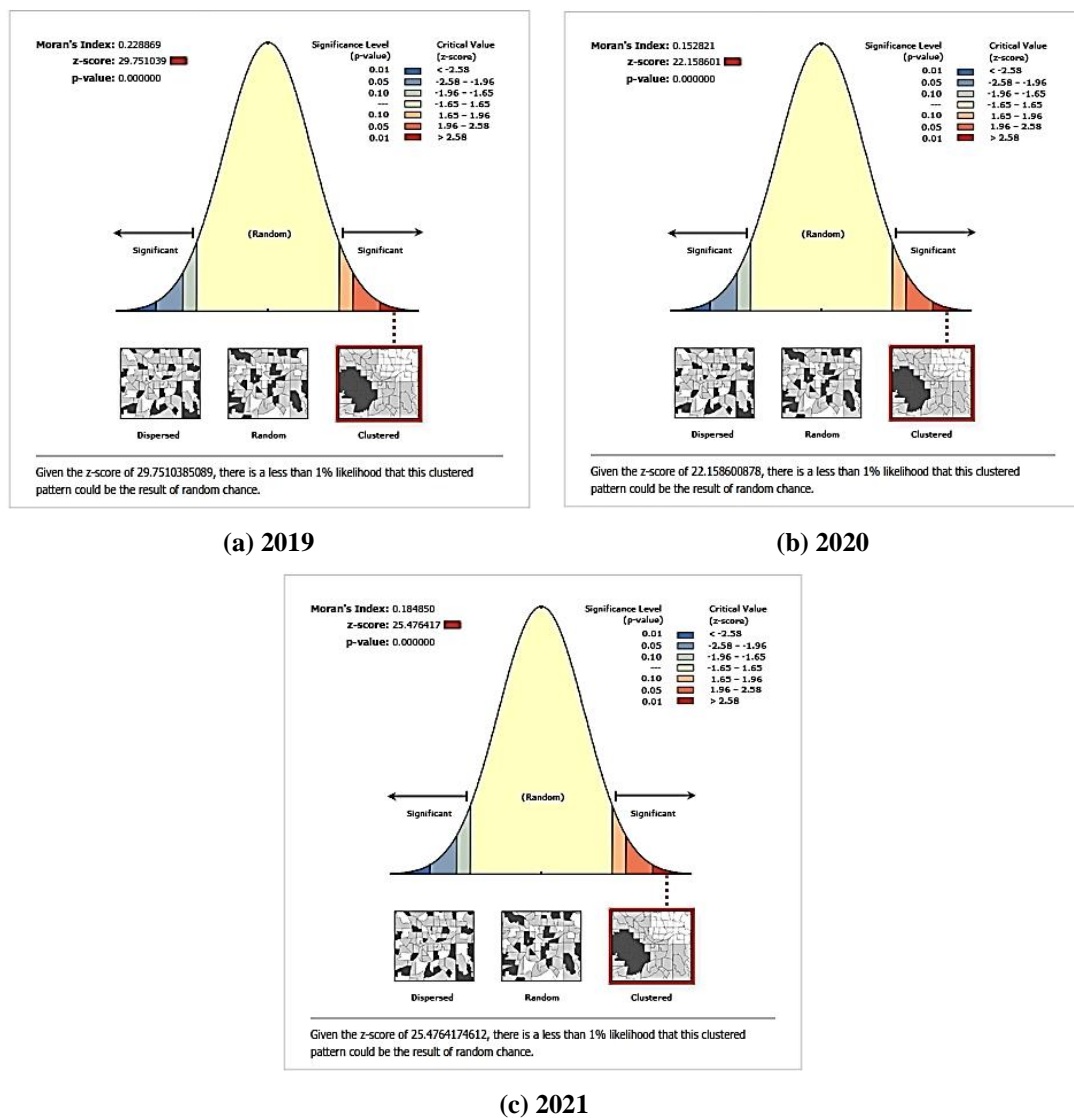 Moran's Index: 0.228869
z-score: 29.751039
p-value: 0.000000
Significance Level (p-value)
Critical Value (z-score)
0.01 < -2.58
0.05 -2.58 – -1.96
0.10 -1.96 – -1.65
--- -1.65 – 1.65
0.10 1.65 – 1.96
0.05 1.96 – 2.58
0.01 > 2.58
Significant
(Random)
Significant
Dispersed
Random
Clustered
Given the z-score of 29.7510385089, there is a less than 1% likelihood that this clustered
pattern could be the result of random chance.
(a) 2019
Moran's Index: 0.152821
z-score: 22.158601
p-value: 0.000000
Significance Level (p-value)
Critical Value (z-score)
0.01 < -2.58
0.05 -2.58 – -1.96
0.10 -1.96 – -1.65
--- -1.65 – 1.65
0.10 1.65 – 1.96
0.05 1.96 – 2.58
0.01 > 2.58
Significant
(Random)
Significant
Dispersed
Random
Clustered
Given the z-score of 22.158600878, there is a less than 1% likelihood that this clustered
pattern could be the result of random chance.
(b) 2020
Moran's Index: 0.184850
z-score: 25.476417
p-value: 0.000000
Significance Level (p-value)
Critical Value (z-score)
0.01 < -2.58
0.05 -2.58 – -1.96
0.10 -1.96 – -1.65
--- -1.65 – 1.65
0.10 1.65 – 1.96
0.05 1.96 – 2.58
0.01 > 2.58
Significant
(Random)
Significant
Dispersed
Random
Clustered
Given the z-score of 25.4764174612, there is a less than 1% likelihood that this clustered
pattern could be the result of random chance.
(c) 2021